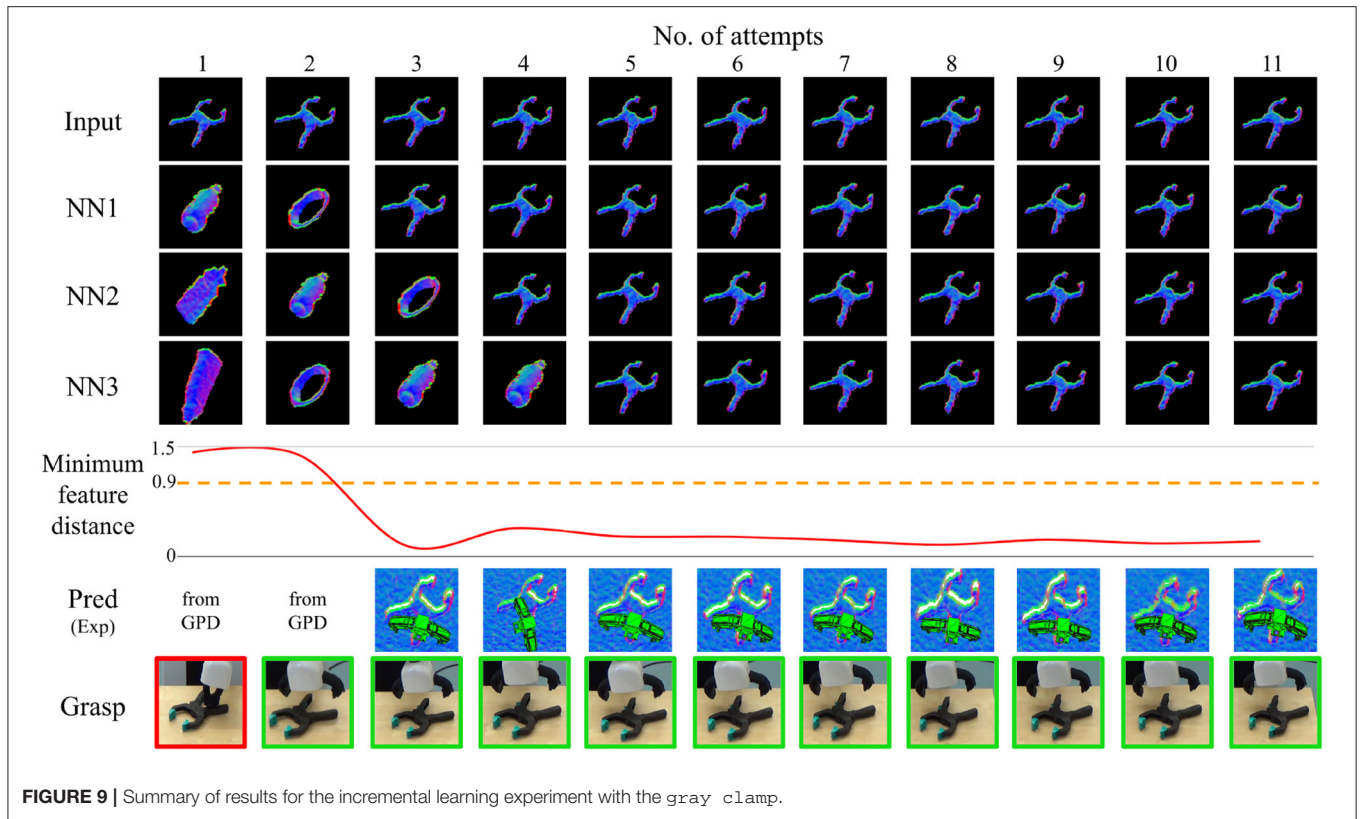 No. of attempts
1 2 3 4 5 6 7 8 9 10 11
Input
NN1
NN2
NN3
1.5
Minimum
0.9
feature
distance
0
Pred
(Exp)
from
GPD
from
GPD
Grasp
FIGURE 9 | Summary of results for the incremental learning experiment with the gray clamp.